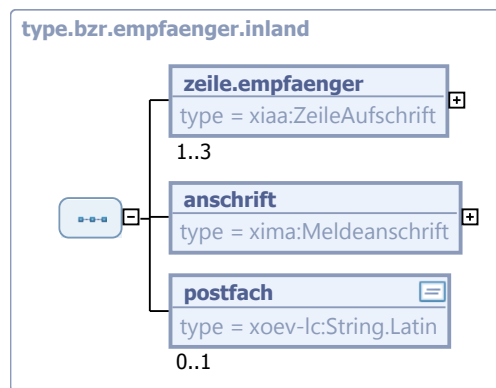 type.bzr.empfaenger.inland
zeile.empfaenger
type = xiaa:ZeileAufschrift
1..3
anschrift
type = xima:Meldeanschrift
postfach
type = xoev-lc:String.Latin
0..1